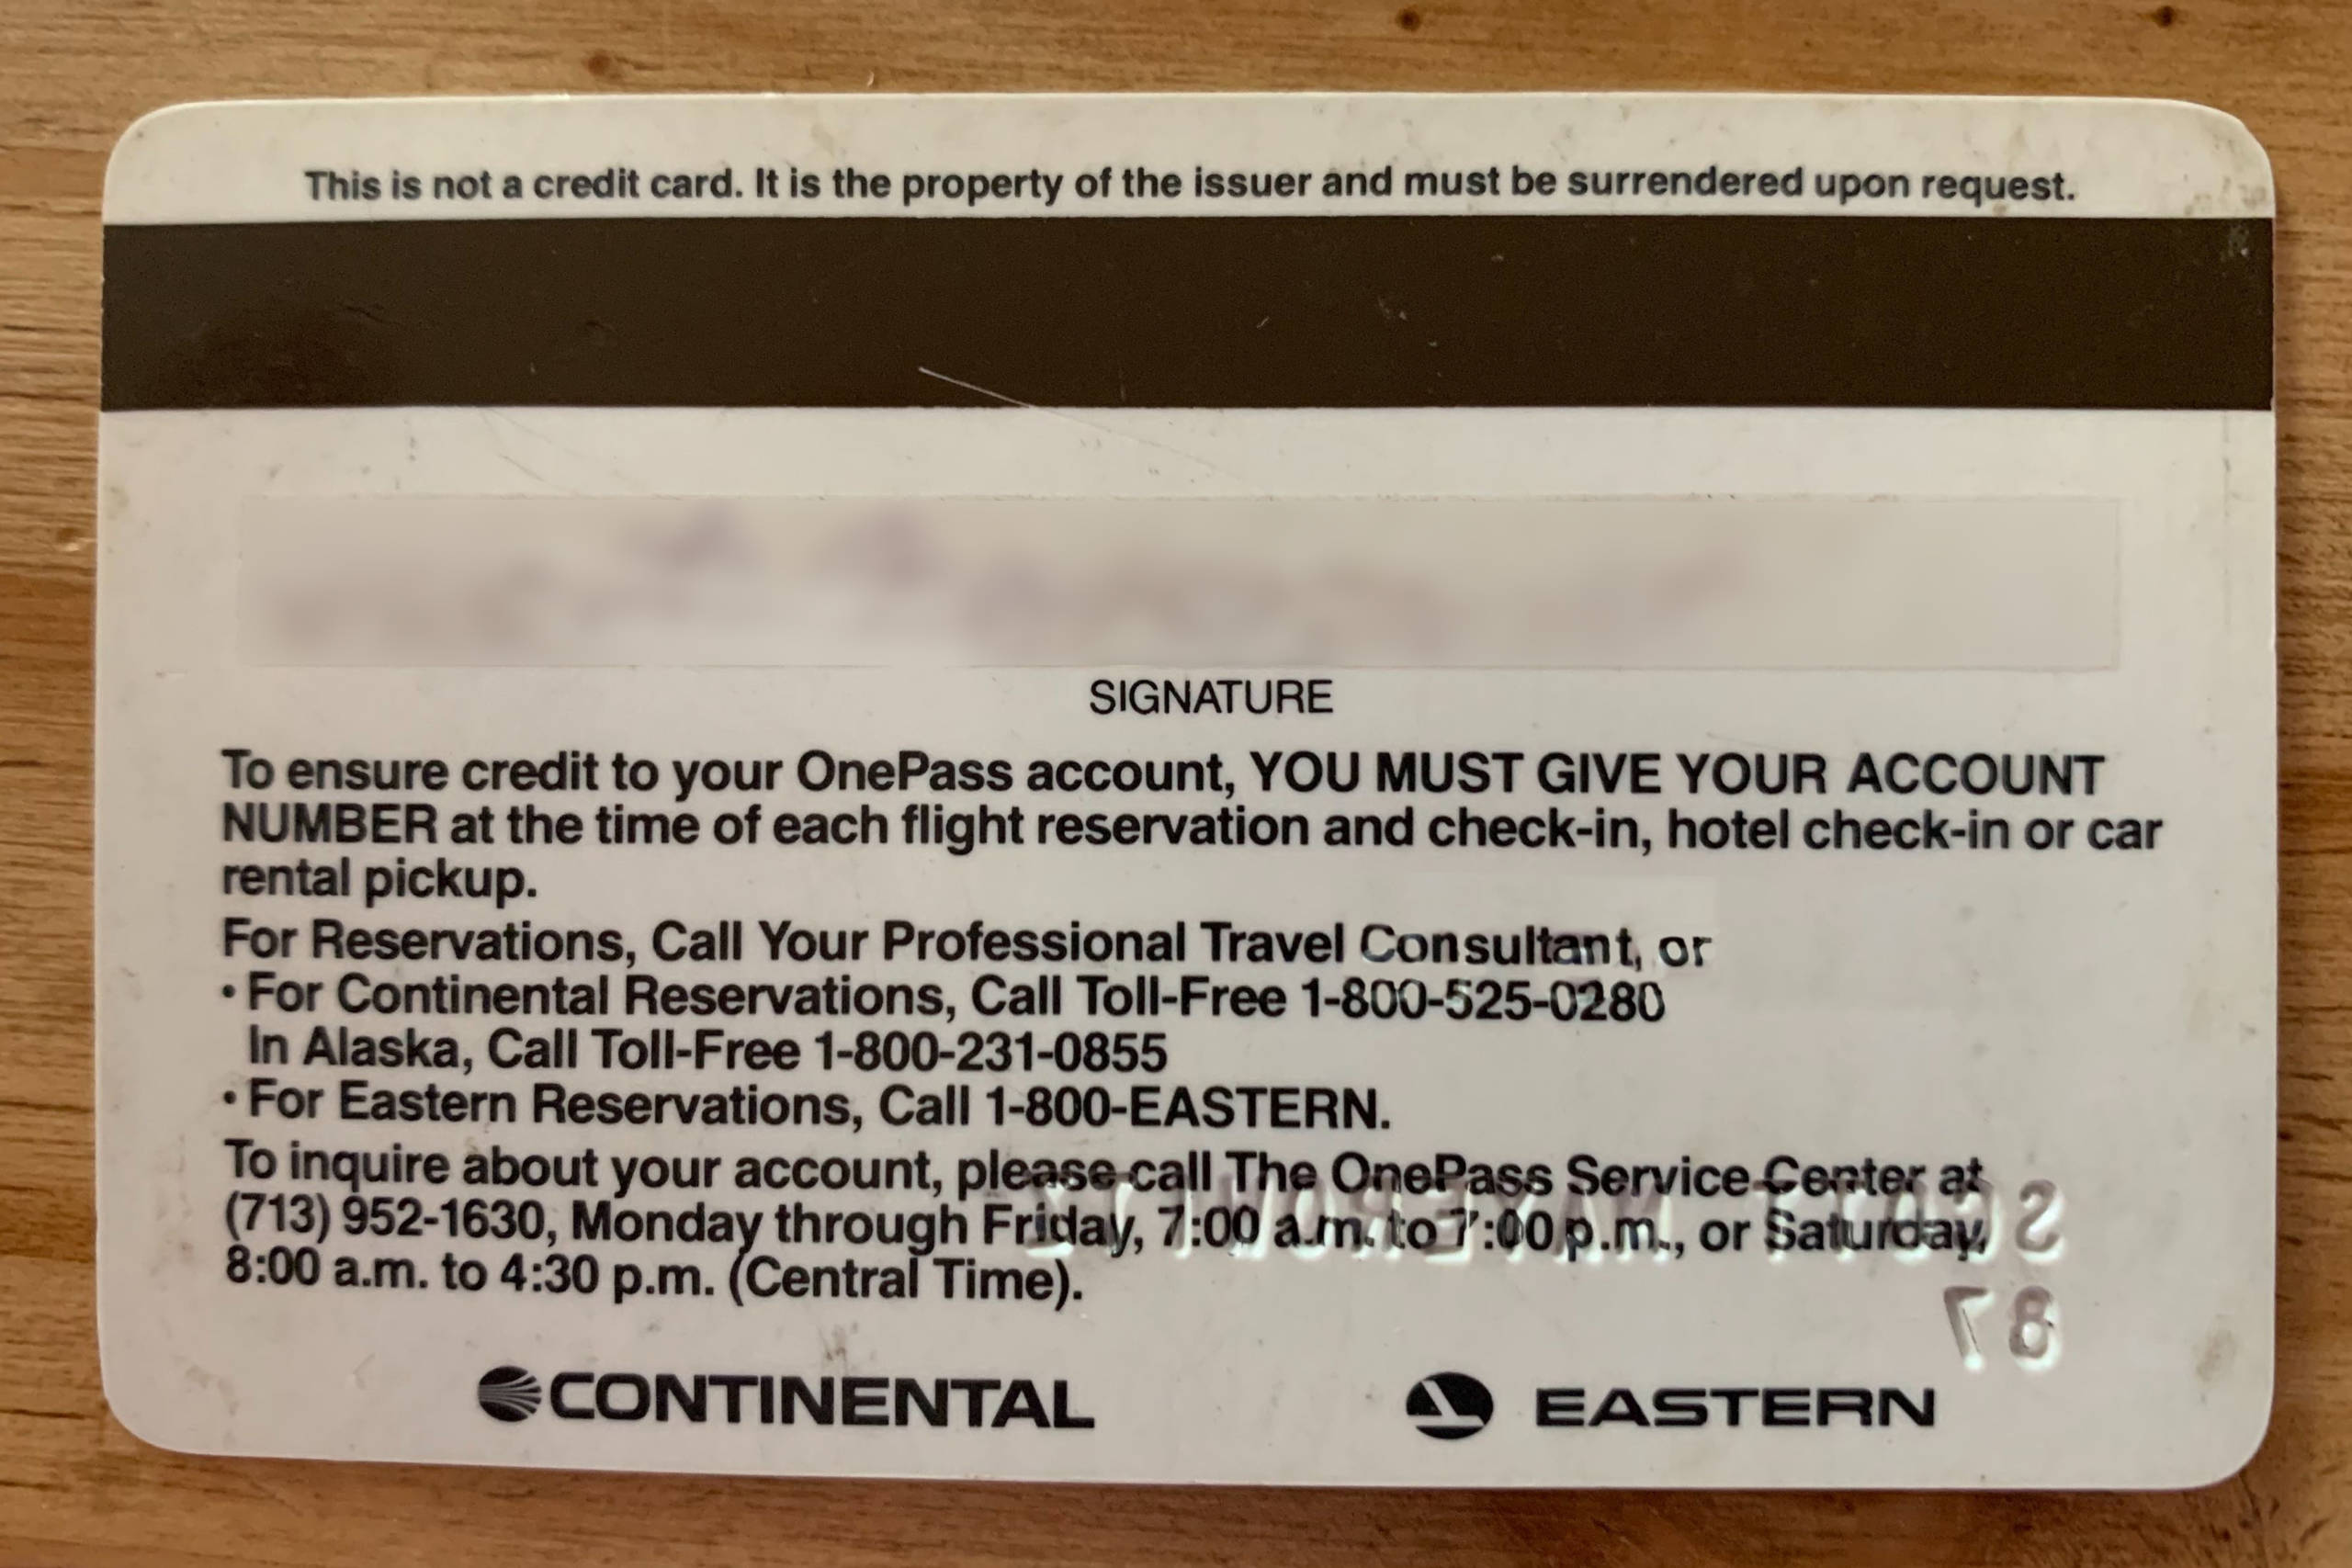 This is not a credit card. It is the property of the issuer and must be surrendered upon request.
SIGNATURE
To ensure credit to your OnePass account, YOU MUST GIVE YOUR ACCOUNT
NUMBER at the time of each flight reservation and check-in, hotel check-in or car
rental pickup.
For Reservations, Call Your Professional Travel Consultant, or
• For Continental Reservations, Call Toll-Free 1-800-525-0280
In Alaska, Call Toll-Free 1-800-231-0855
• For Eastern Reservations, Call 1-800-EASTERN.
To inquire about your account, please call The OnePass Service Center at
(713) 952-1630, Monday through Friday, 7:00 a.m. to 7:00 p.m., or Saturday,
8:00 a.m. to 4:30 p.m. (Central Time).
87
CONTINENTAL
EASTERN